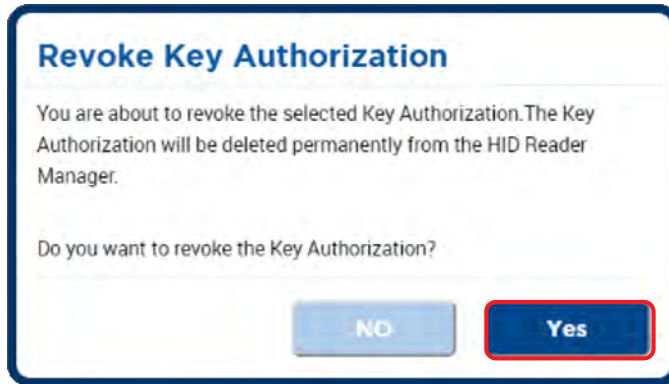 Revoke Key Authorization
You are about to revoke the selected Key Authorization.The Key
Authorization will be deleted permanently from the HID Reader
Manager.
Do you want to revoke the Key Authorization?
NO
Yes